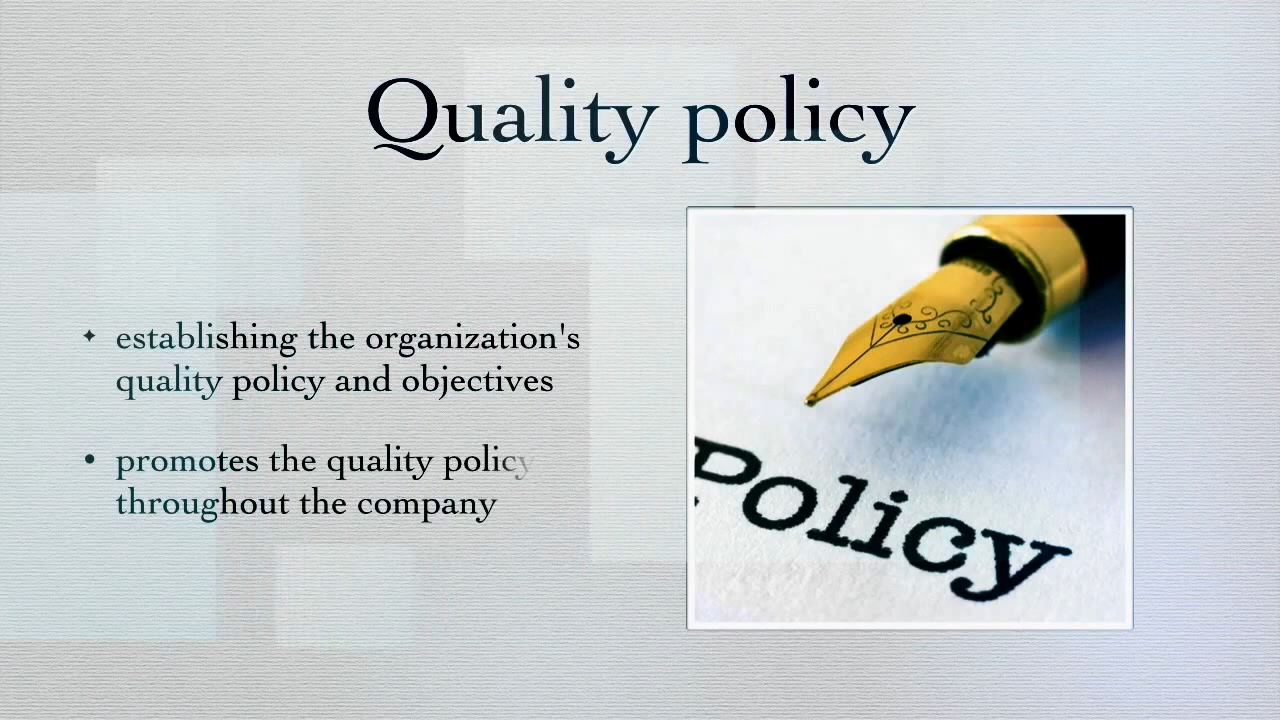 Quality policy
establishing the organization's
quality policy and objectives
promotes the quality policy
throughout the company
Policy